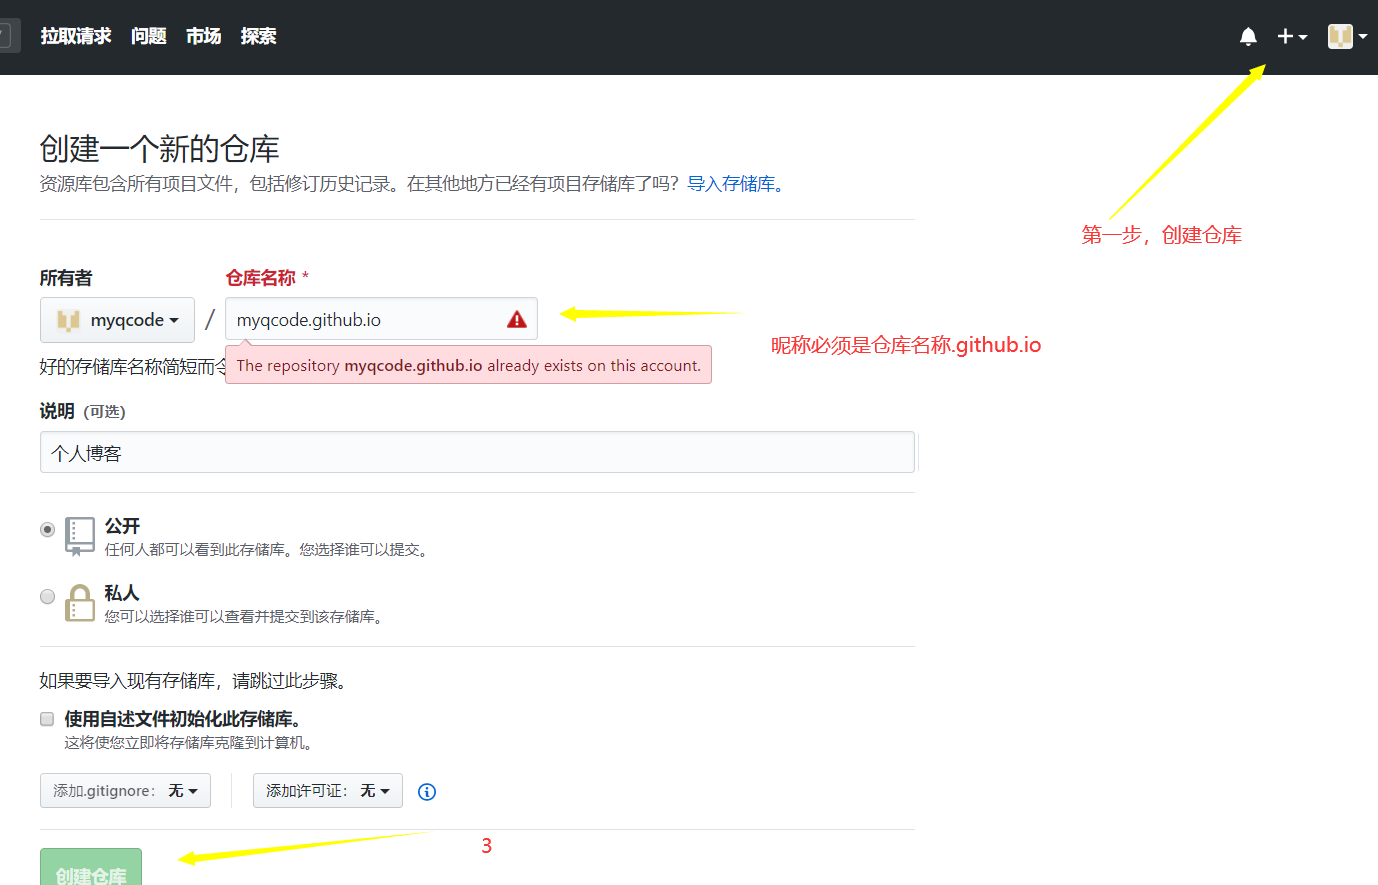 拉取请求 问题 市场 探索
第一步，创建仓库
创建一个新的仓库
资源库包含所有项目文件，包括修订历史记录。在其他地方已经有项目存储库了吗？导入存储库。
所有者
仓库名称 *
myqcode / myqcode.github.io
昵称必须是仓库名称.github.io
好的存储库名称简短而令
The repository myqcode.github.io already exists on this account.
说明 (可选)
个人博客
公开
任何人都可以看到此存储库。您选择谁可以提交。
私人
您可以选择谁可以查看并提交到该存储库。
如果要导入现有存储库，请跳过此步骤。
使用自述文件初始化此存储库。
这将使您立即将存储库克隆到计算机。
添加.gitignore： 无 添加许可证： 无
3
创建仓库